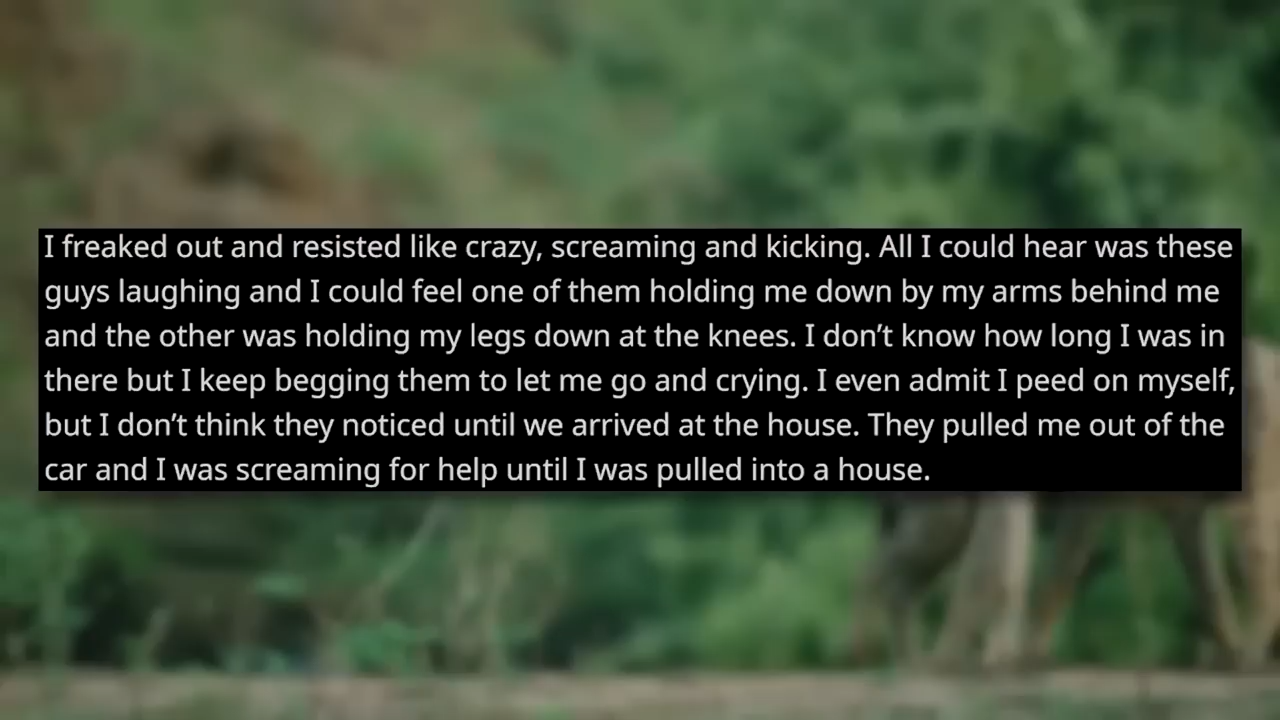 I freaked out and resisted like crazy, screaming and kicking. All I could hear was these
guys laughing and I could feel one of them holding me down by my arms behind me
and the other was holding my legs down at the knees. I don’t know how long I was in
there but I keep begging them to let me go and crying. I even admit I peed on myself,
but I don’t think they noticed until we arrived at the house. They pulled me out of the
car and I was screaming for help until I was pulled into a house.